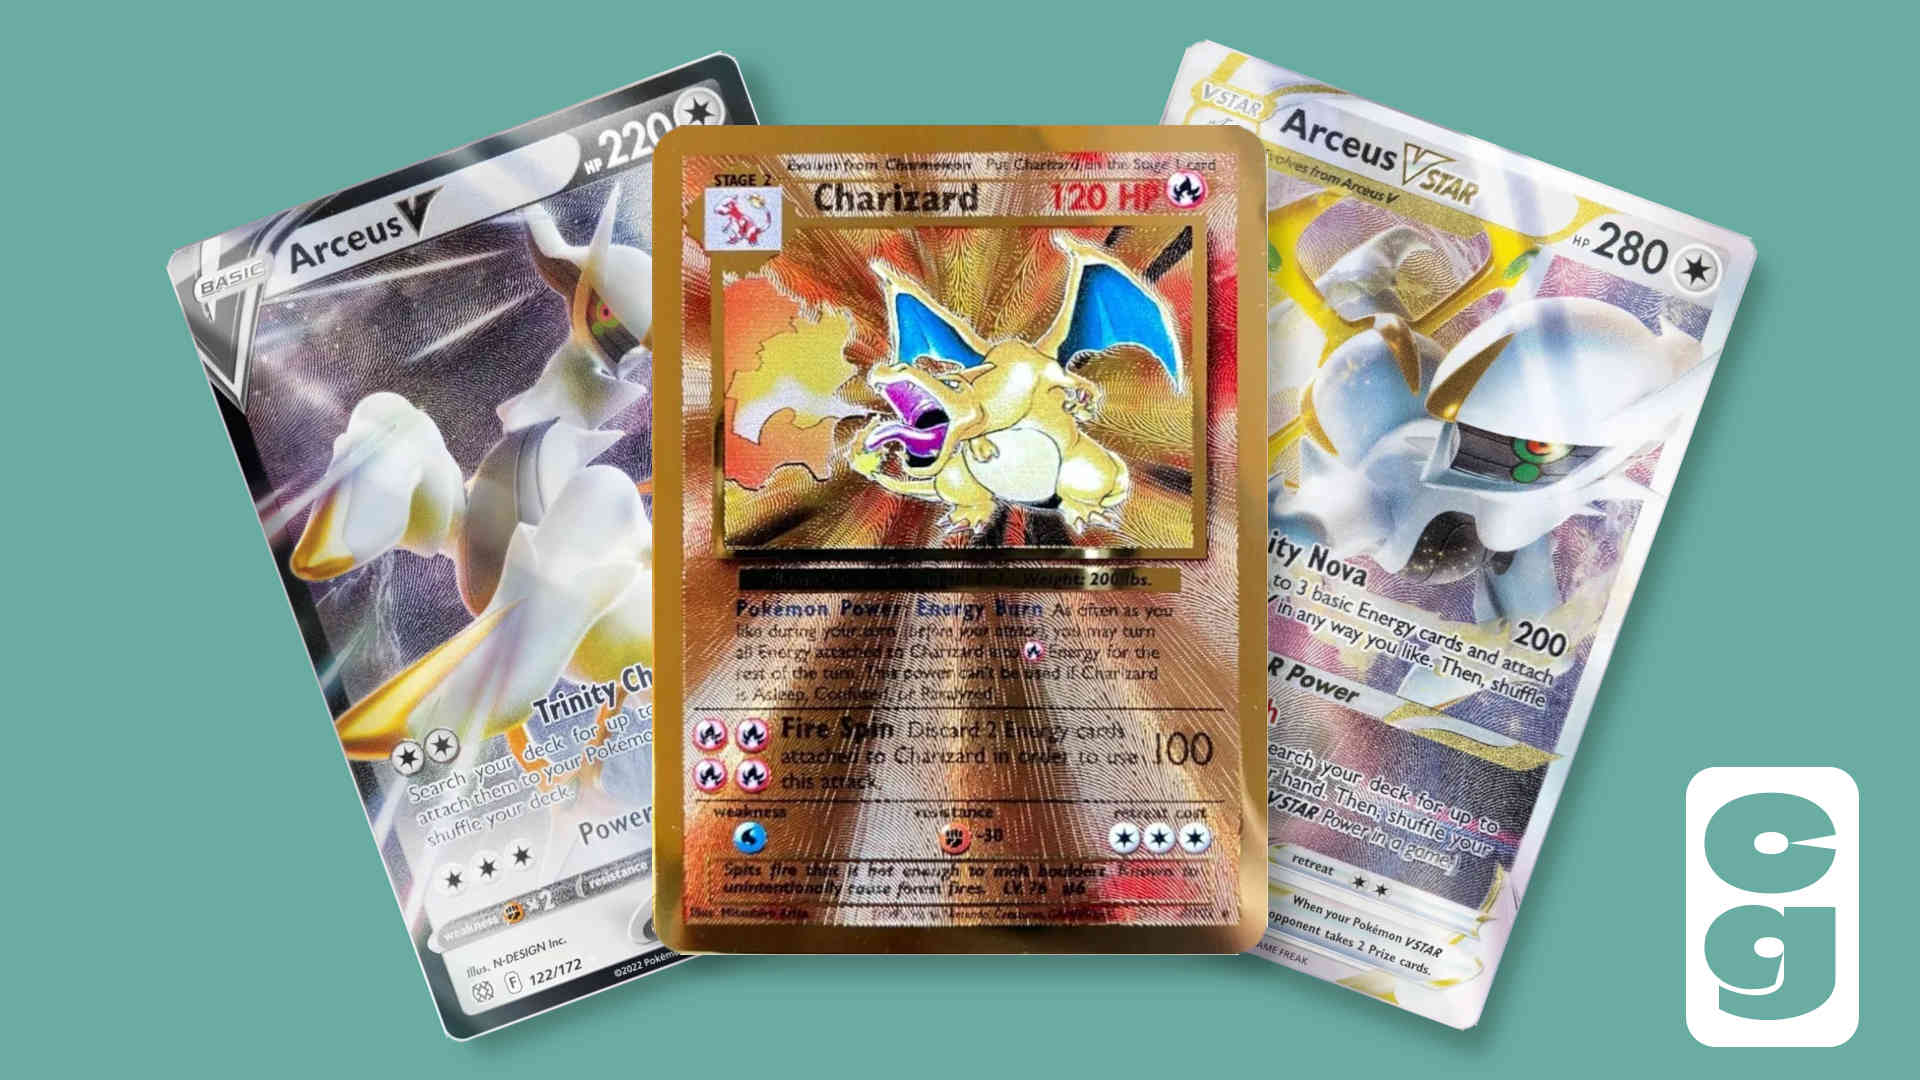 BASIC
Arceus V
HP 220
Trinity Ch
Search your deck for up to
attach them to your Pokémo
shuffle your deck.
Power
weakness ×2
resistance
Illus. N-DESIGN Inc.
F 122/172
©2022 Pokém
Evolves from Charmeleon Put Charizard on the Stage 1 card
STAGE 2
Charizard 120 HP
Weight: 200 lbs.
Pokémon Power: Energy Burn As often as you
like during your turn (before your attack), you may turn
all Energy attached to Charizard into Energy for the
rest of the turn. This power can't be used if Charizard
is Asleep, Confused, or Paralyzed.
Fire Spin Discard 2 Energy cards
attached to Charizard in order to use
this attack.
100
weakness
resistance
retreat cost
-30
Spits fire that is hot enough to melt boulders. Known to
unintentionally cause forest fires. LV. 76 #6
Illus. Mitsuhiro Arita
VSTAR
Arceus VSTAR
Evolves from Arceus V
HP 280
ity Nova
200
to 3 basic Energy cards and attach
in any way you like. Then, shuffle
R Power
h
earch your deck for up to
r hand. Then, shuffle your
VSTAR Power in a game.)
retreat
When your Pokémon VSTAR
opponent takes 2 Prize cards.
AME FREAK
cg